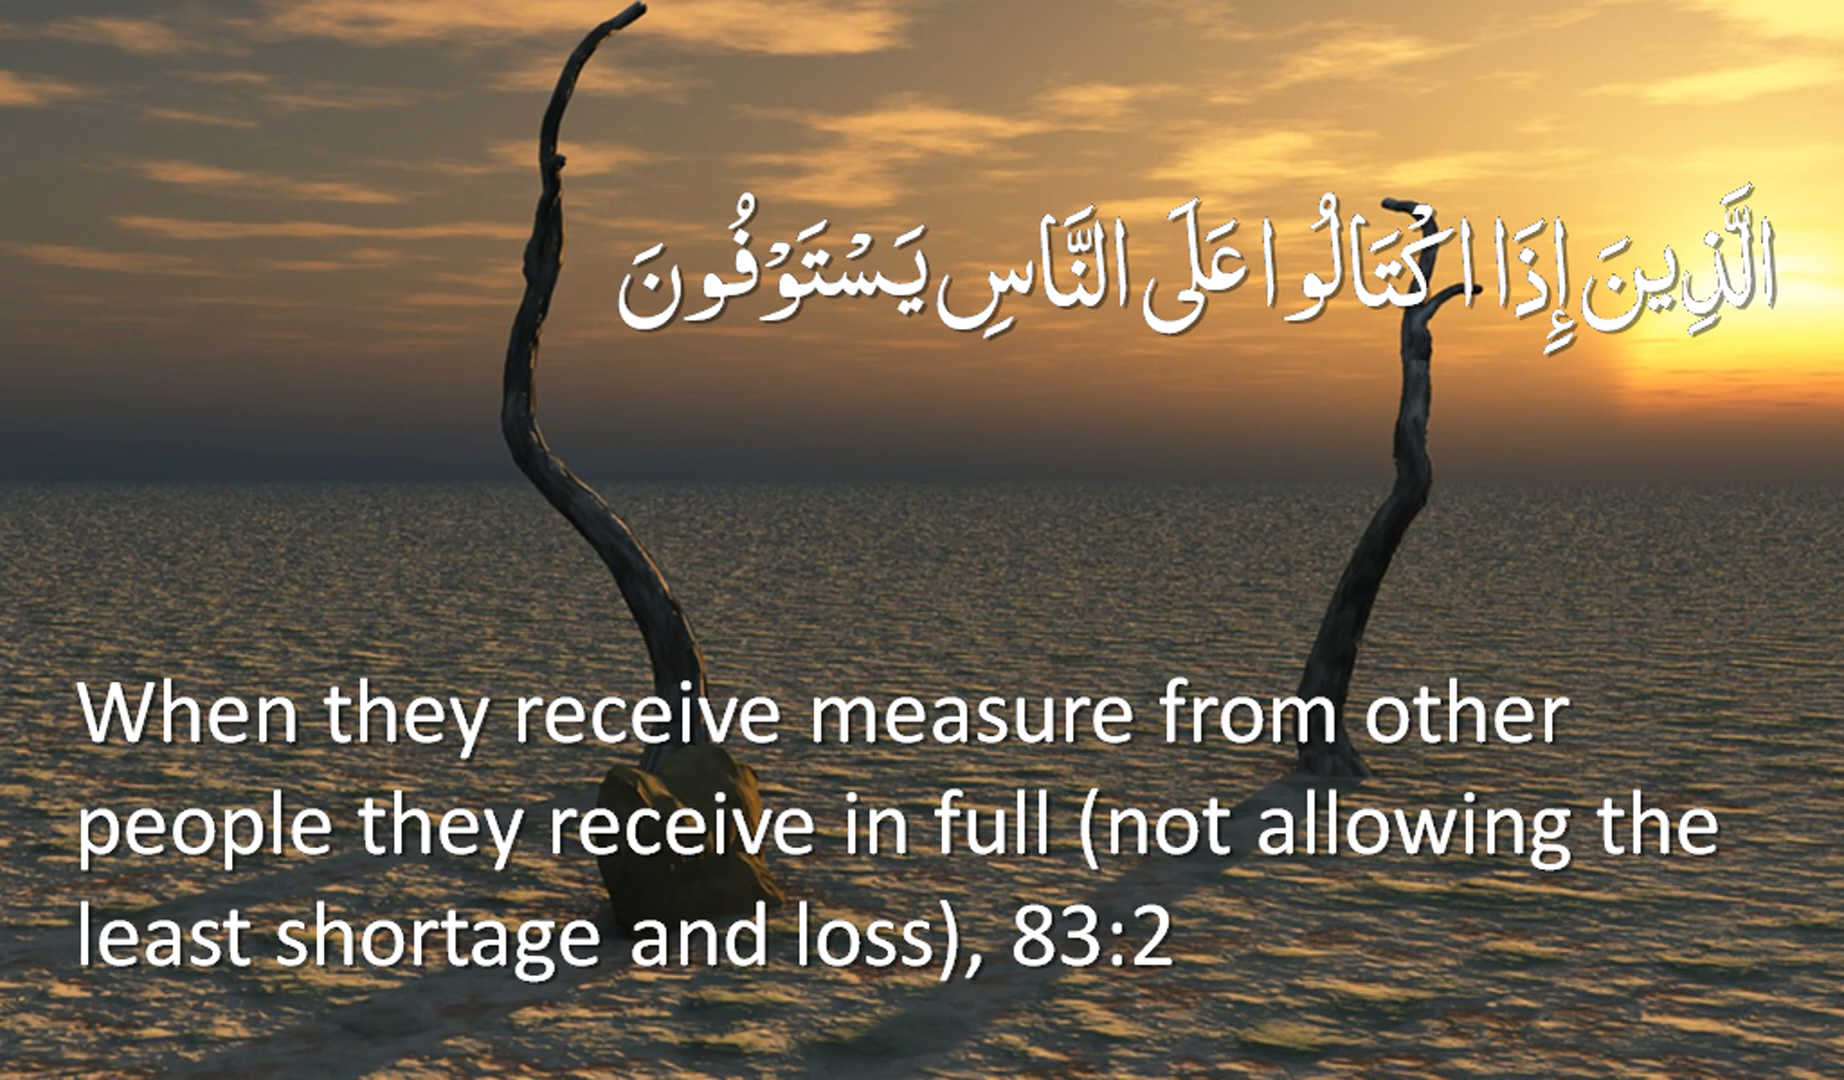 الَّذِينَ إِذَا اكْتَالُوا عَلَى النَّاسِ يَسْتَوْفُونَ
When they receive measure from other
people they receive in full (not allowing the
least shortage and loss), 83:2